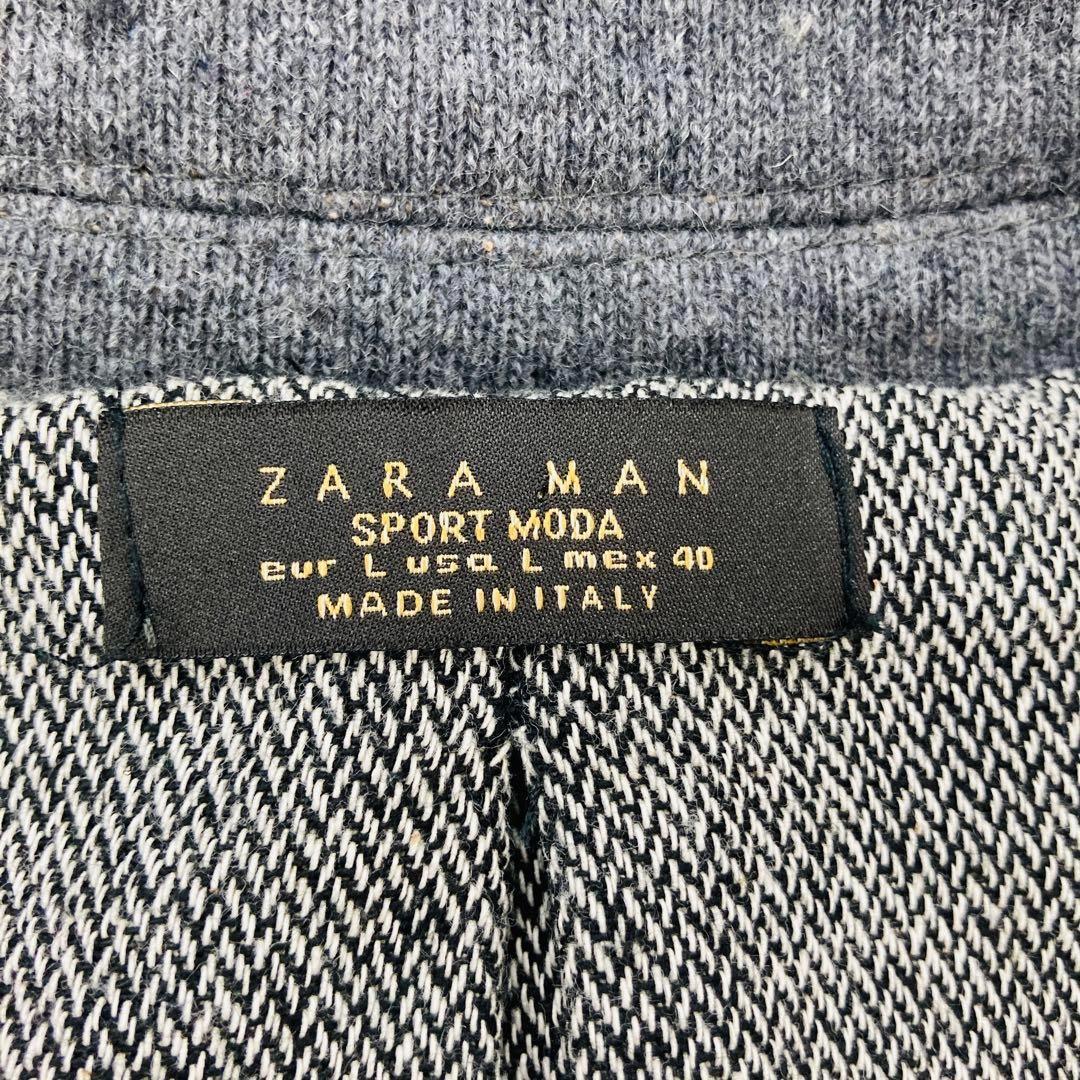 ZARA MAN
SPORT MODA
eur L usa L mex 40
MADE IN ITALY